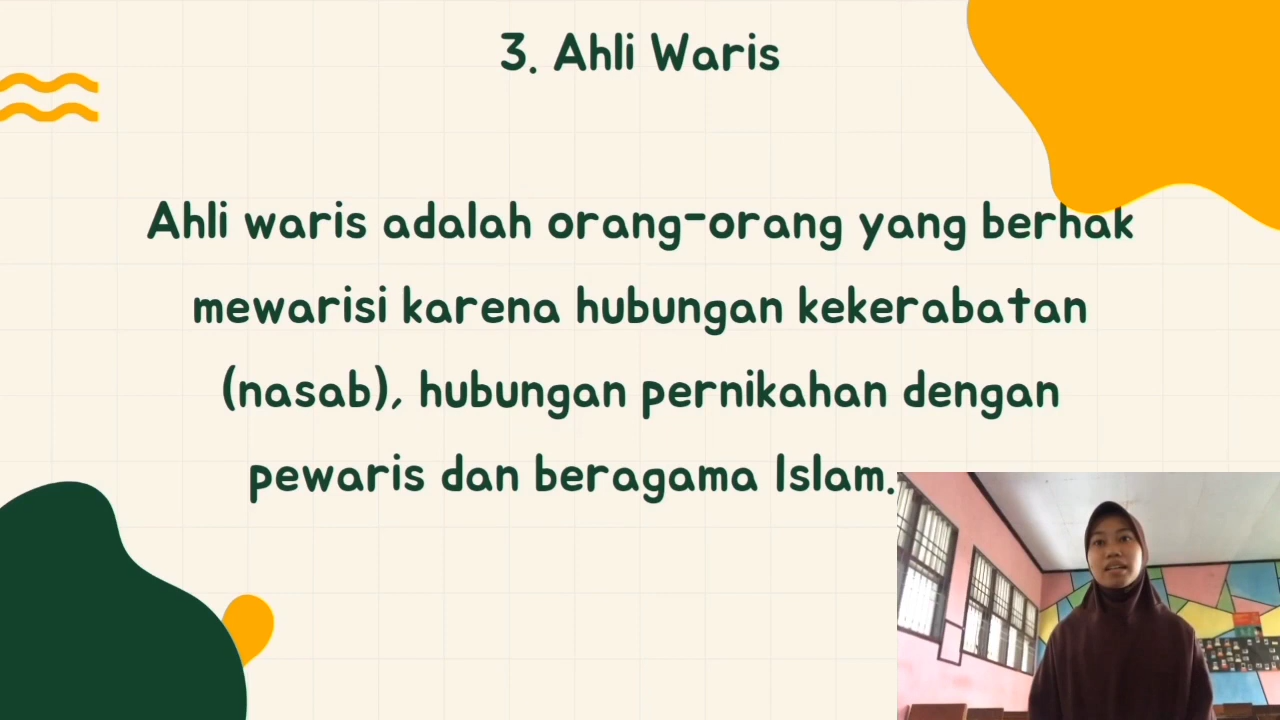 3. Ahli Waris
Ahli waris adalah orang-orang yang berhak
mewarisi karena hubungan kekerabatan
(nasab), hubungan pernikahan dengan
pewaris dan beragama Islam.